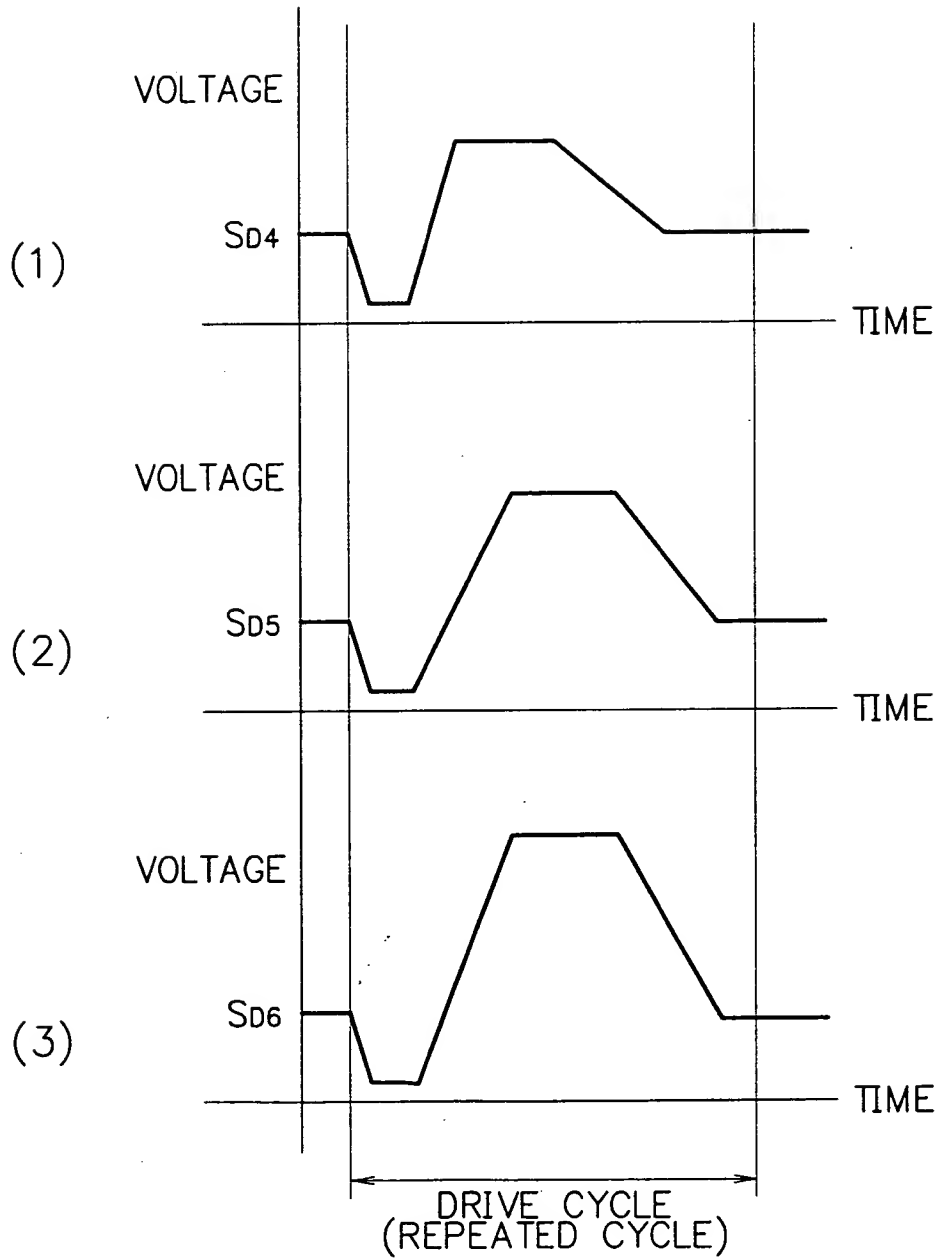 VOLTAGE
SD4
(1)
TIME
VOLTAGE
SD5
(2)
TIME
VOLTAGE
SD6
(3)
TIME
DRIVE CYCLE
(REPEATED CYCLE)